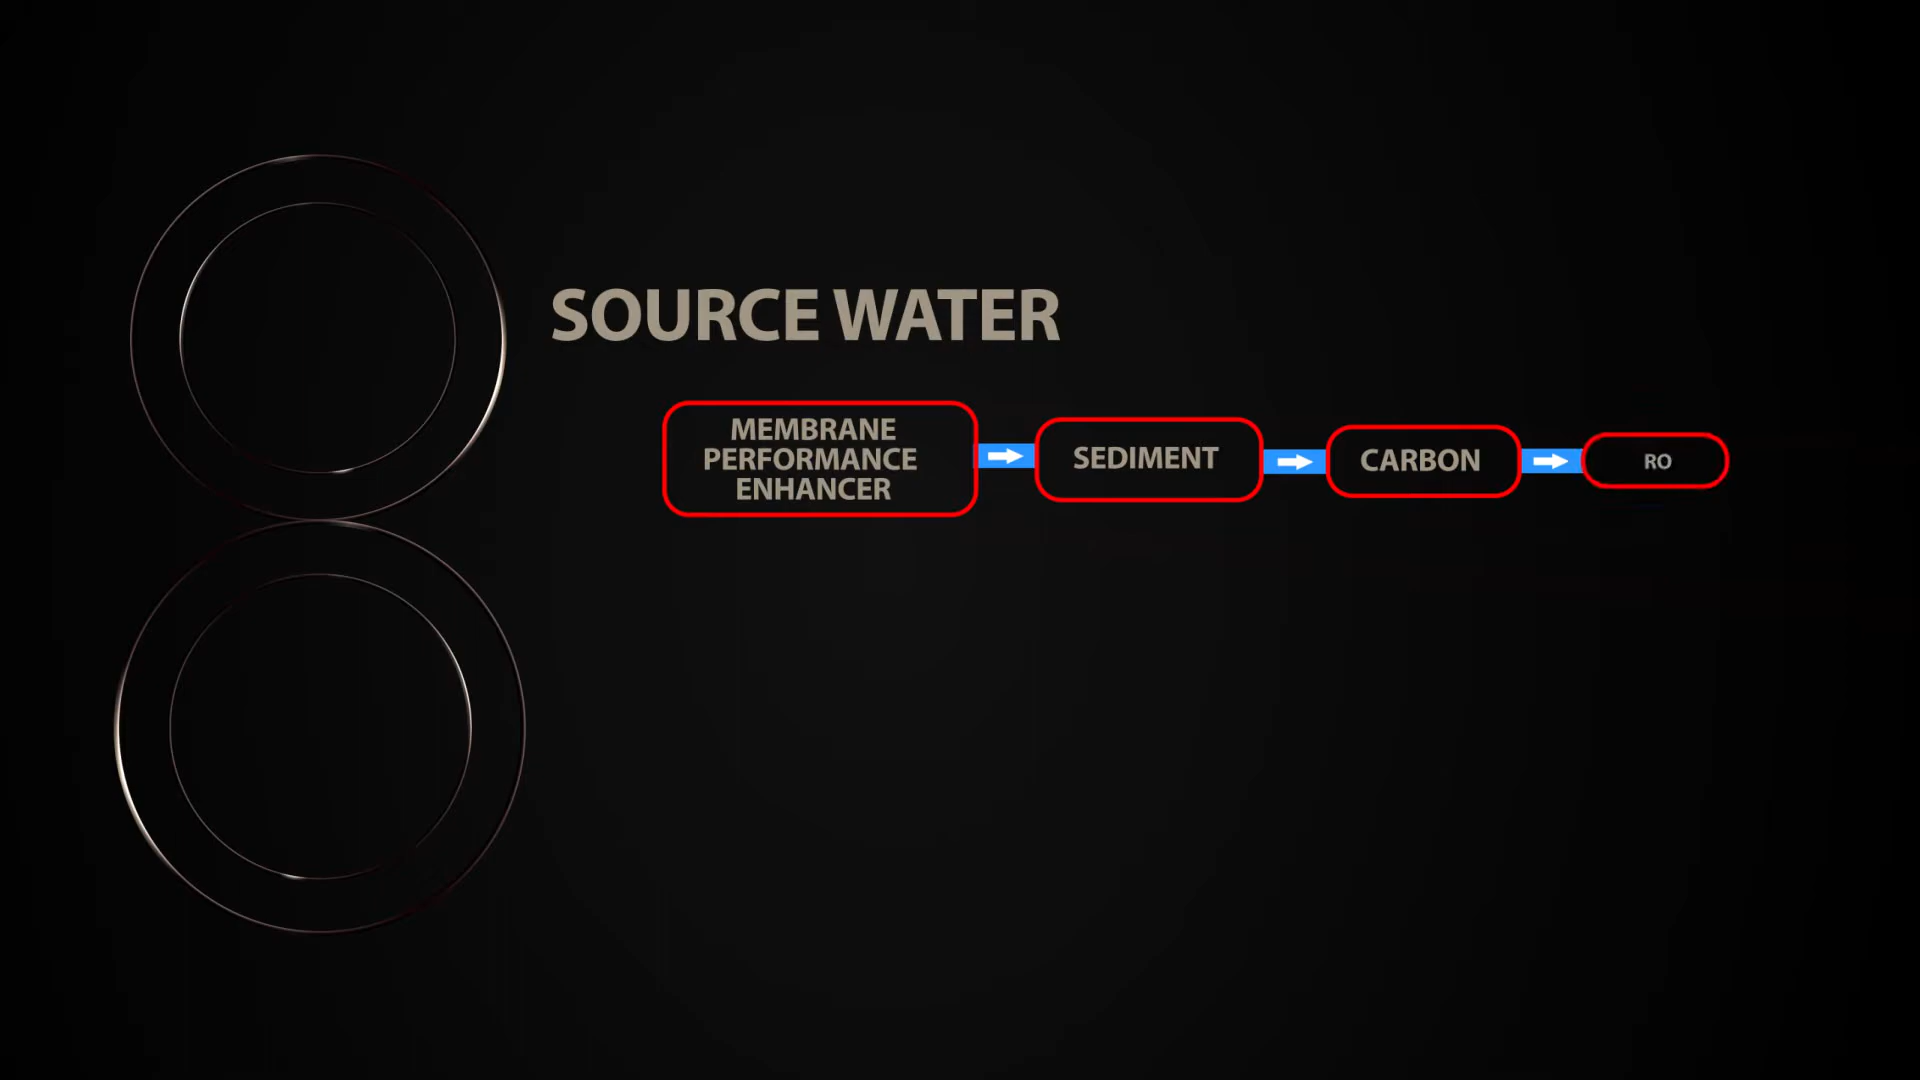 SOURCE WATER
MEMBRANE
PERFORMANCE
ENHANCER
SEDIMENT
CARBON
RO